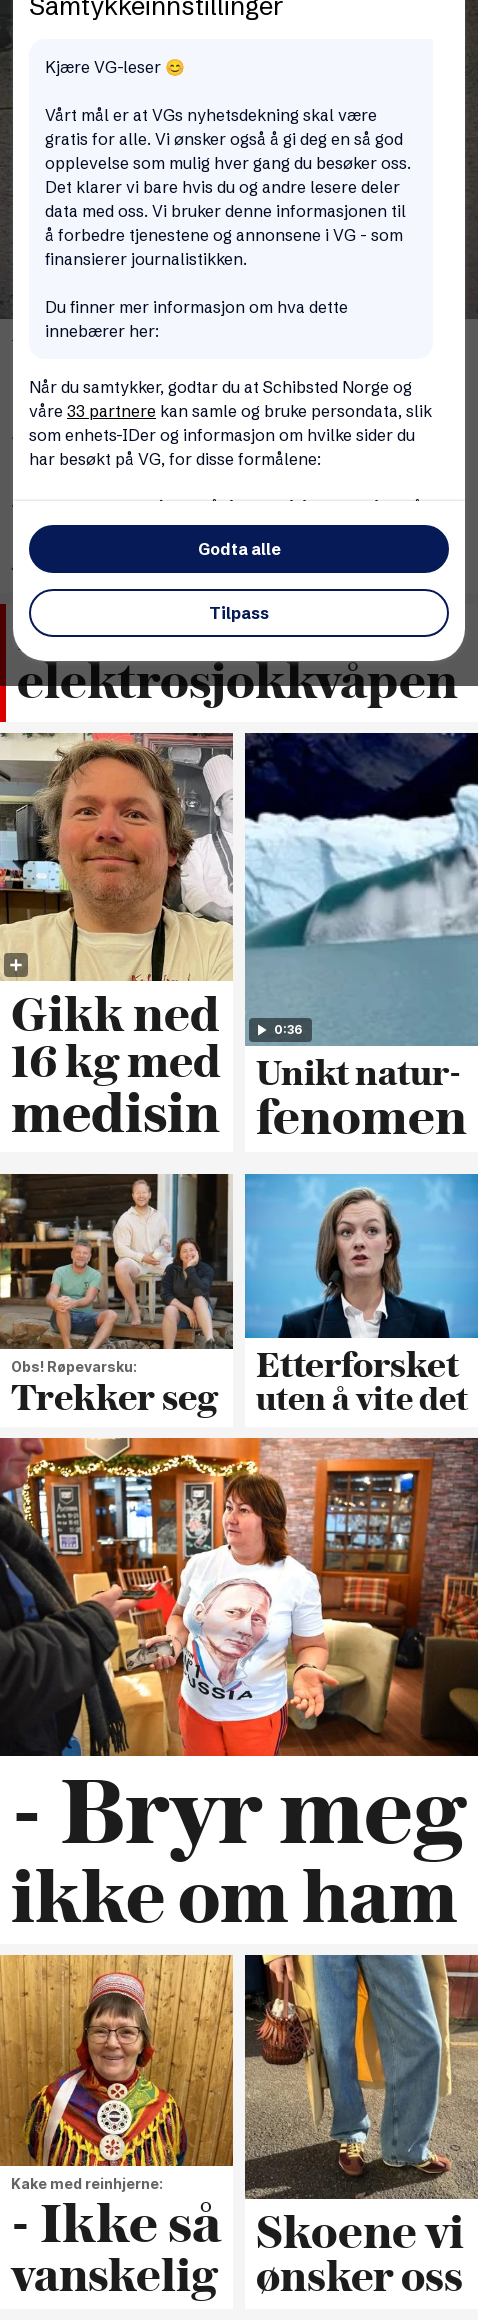 Samtykkeinnstillinger
Kjære VG-leser 😊
Vårt mål er at VGs nyhetsdekning skal være
gratis for alle. Vi ønsker også å gi deg en så god
opplevelse som mulig hver gang du besøker oss.
Det klarer vi bare hvis du og andre lesere deler
data med oss. Vi bruker denne informasjonen til
å forbedre tjenestene og annonsene i VG - som
finansierer journalistikken.
Du finner mer informasjon om hva dette
innebærer her:
Når du samtykker, godtar du at Schibsted Norge og
våre 33 partnere kan samle og bruke persondata, slik
som enhets-IDer og informasjon om hvilke sider du
har besøkt på VG, for disse formålene:
Godta alle
Tilpass
elektrosjokkvåpen
0:36
Gikk ned
16 kg med
medisin
Unikt natur-
fenomen
Obs! Røpevarsku:
Trekker seg
Etterforsket
uten å vite det
RUSSIA
- Bryr meg
ikke om ham
Kake med reinhjerne:
- Ikke så
vanskelig
Skoene vi
ønsker oss